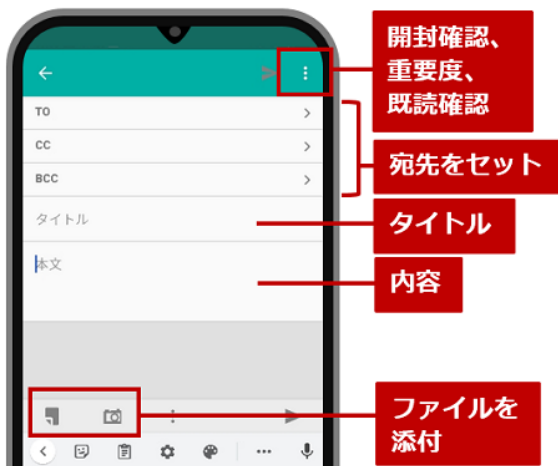 開封確認、
重要度、
既読確認
TO
CC
BCC
宛先をセット
タイトル
タイトル
本文
内容
ファイルを
添付